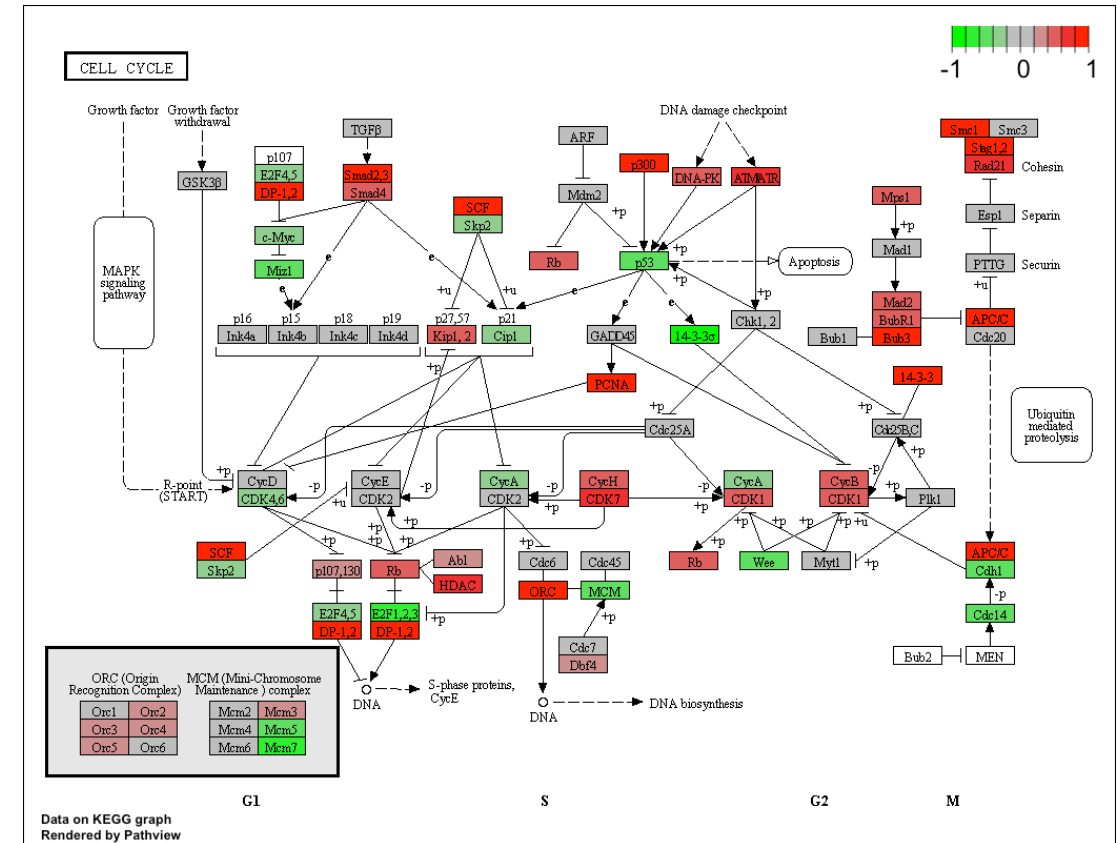 -1 0 1
CELL CYCLE
Growth factor
Growth factor
withdrawal
DNA damage checkpoint
TGFβ
ARF
Smc1 Smc3
Stag1,2
Rad21
Cohesin
p107
E2F4,5
DP-1,2
GSK3β
Smad2,3
Smad4
p300
DNA-PK
ATM/ATR
Mdm2
+p
Mps1
+p
SCF
Skp2
Esp1
Separin
c-Myc
Miz1
Rb
p53
+p
Apoptosis
Mad1
PTTG
Securin
+u
MAPK
signaling
pathway
e
e
e
+u
+u
e
e
e
+p
p16
Ink4a
p15
Ink4b
p18
Ink4c
p19
Ink4d
p27,57
Kip1, 2
p21
Cip1
GADD45
14-3-3σ
Chk1, 2
Mad2
BubR1
Bub3
Bub1
APC/C
Cdc20
+p
PCNA
14-3-3
Ubiquitin
mediated
proteolysis
+p
Cdc25A
+p
Cdc25B,C
+p
R-point
(START)
+p
CycD
CDK4,6
-p
CycE
CDK2
-p
CycA
CDK2
-p
CycH
CDK7
+p
CycA
CDK1
CycB
CDK1
-p
Plk1
+u
+p
+p
+p
+p
+p
+p
+p
+p
+u
SCF
Skp2
p107,130
Rb
Abl
HDAC
Cdc6
Cdc45
+p
Rb
Wee
Myt1
+p
APC/C
Cdh1
ORC
MCM
-p
E2F4,5
DP-1,2
E2F1,2,3
DP-1,2
+p
+p
Cdc14
Cdc7
Dbf4
Bub2
MEN
ORC (Origin
Recognition Complex)
MCM (Mini-Chromosome
Maintenance ) complex
Orc1 Orc2
Orc3 Orc4
Orc5 Orc6
Mcm2 Mcm3
Mcm4 Mcm5
Mcm6 Mcm7
DNA
S-phase proteins,
CycE
DNA
DNA biosynthesis
G1
S
G2
M
Data on KEGG graph
Rendered by Pathview